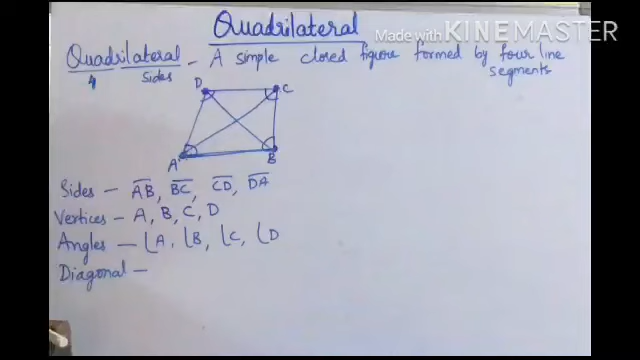 Quadrilateral
Made with KINEMASTER
Quadrilateral - A simple closed figure formed by four line
4 sides segments
D C
A B
Sides - AB, BC, CD, DA
Vertices - A, B, C, D
Angles - ∠A, ∠B, ∠C, ∠D
Diagonal -